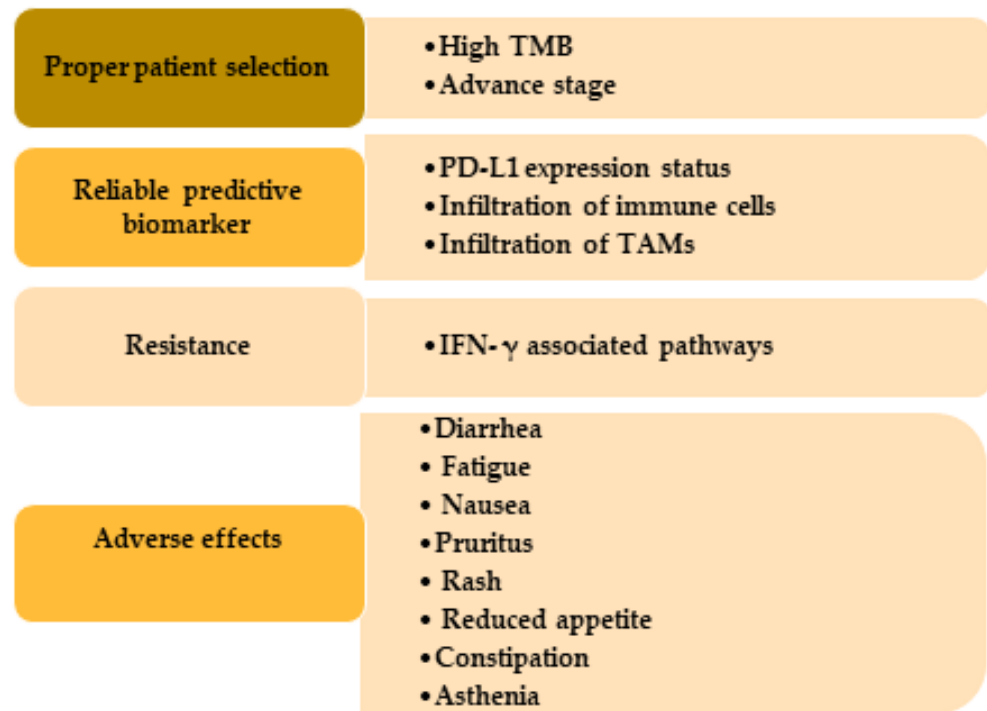 Proper patient selection
•High TMB
•Advance stage
Reliable predictive
biomarker
•PD-L1 expression status
•Infiltration of immune cells
•Infiltration of TAMs
Resistance
•IFN- γ associated pathways
Adverse effects
•Diarrhea
• Fatigue
• Nausea
•Pruritus
• Rash
• Reduced appetite
•Constipation
•Asthenia